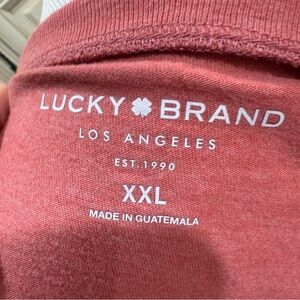 LUCKY BRAND
LOS ANGELES
EST.1990
XXL
MADE IN GUATEMALA